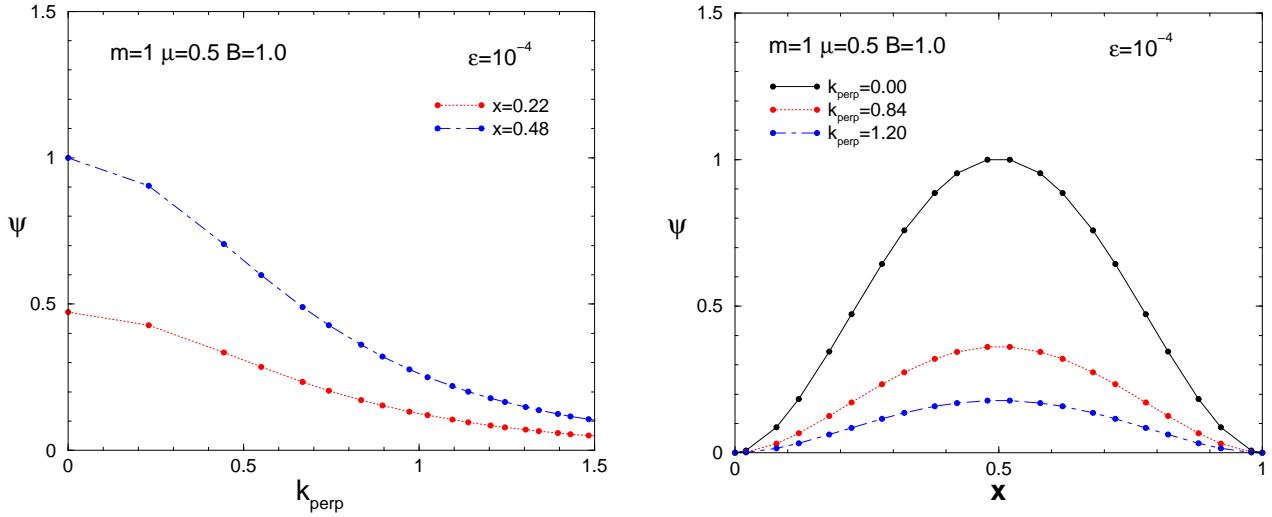 1.5
m=1 μ=0.5 B=1.0
ε=10⁻⁴
x=0.22
x=0.48
1
ψ
0.5
0
0 0.5 1 1.5
k_perp
1.5
m=1 μ=0.5 B=1.0
ε=10⁻⁴
k_perp=0.00
k_perp=0.84
k_perp=1.20
1
ψ
0.5
0
0 0.5 1
x